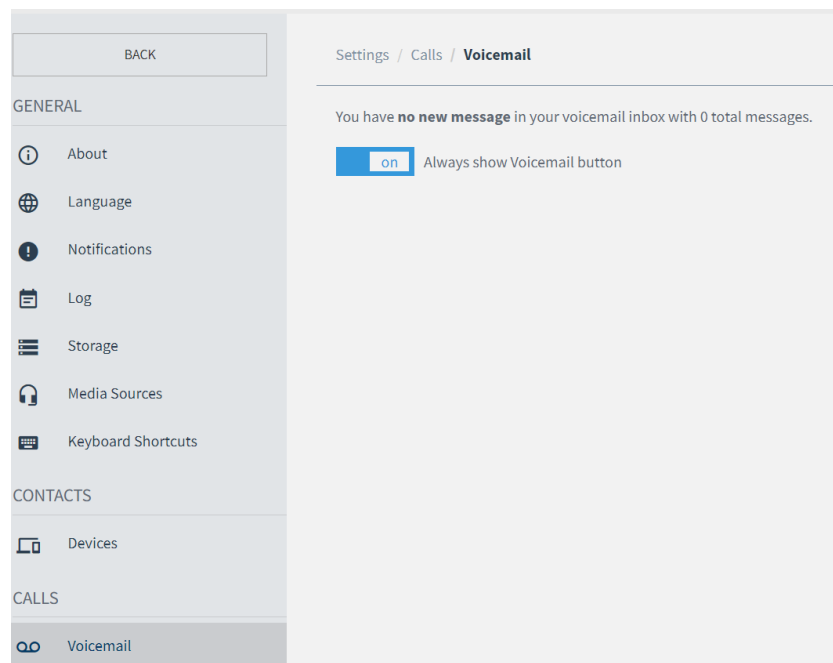 BACK
GENERAL
About
Language
Notifications
Log
Storage
Media Sources
Keyboard Shortcuts
CONTACTS
Devices
CALLS
Voicemail
Settings / Calls / Voicemail
You have no new message in your voicemail inbox with 0 total messages.
on Always show Voicemail button